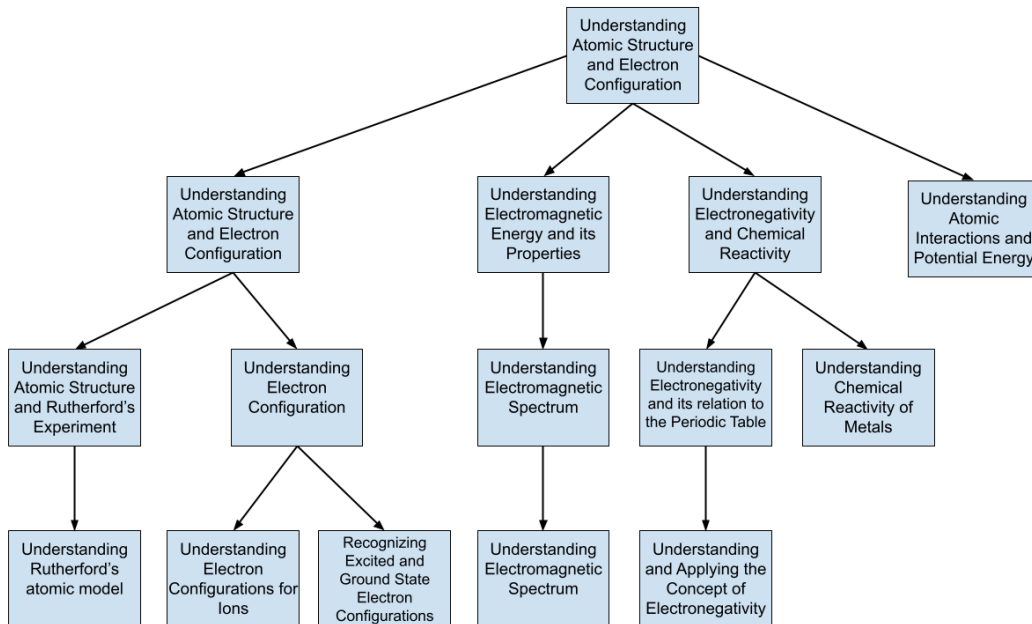 Understanding
Atomic Structure
and Electron
Configuration
Understanding
Atomic Structure
and Electron
Configuration
Understanding
Electromagnetic
Energy and its
Properties
Understanding
Electronegativity
and Chemical
Reactivity
Understanding
Atomic
Interactions and
Potential Energy
Understanding
Atomic Structure
and Rutherford's
Experiment
Understanding
Electron
Configuration
Understanding
Electromagnetic
Spectrum
Understanding
Electronegativity
and its relation to
the Periodic Table
Understanding
Chemical
Reactivity of
Metals
Understanding
Rutherford's
atomic model
Understanding
Electron
Configurations for
Ions
Recognizing
Excited and
Ground State
Electron
Configurations
Understanding
Electromagnetic
Spectrum
Understanding
and Applying the
Concept of
Electronegativity